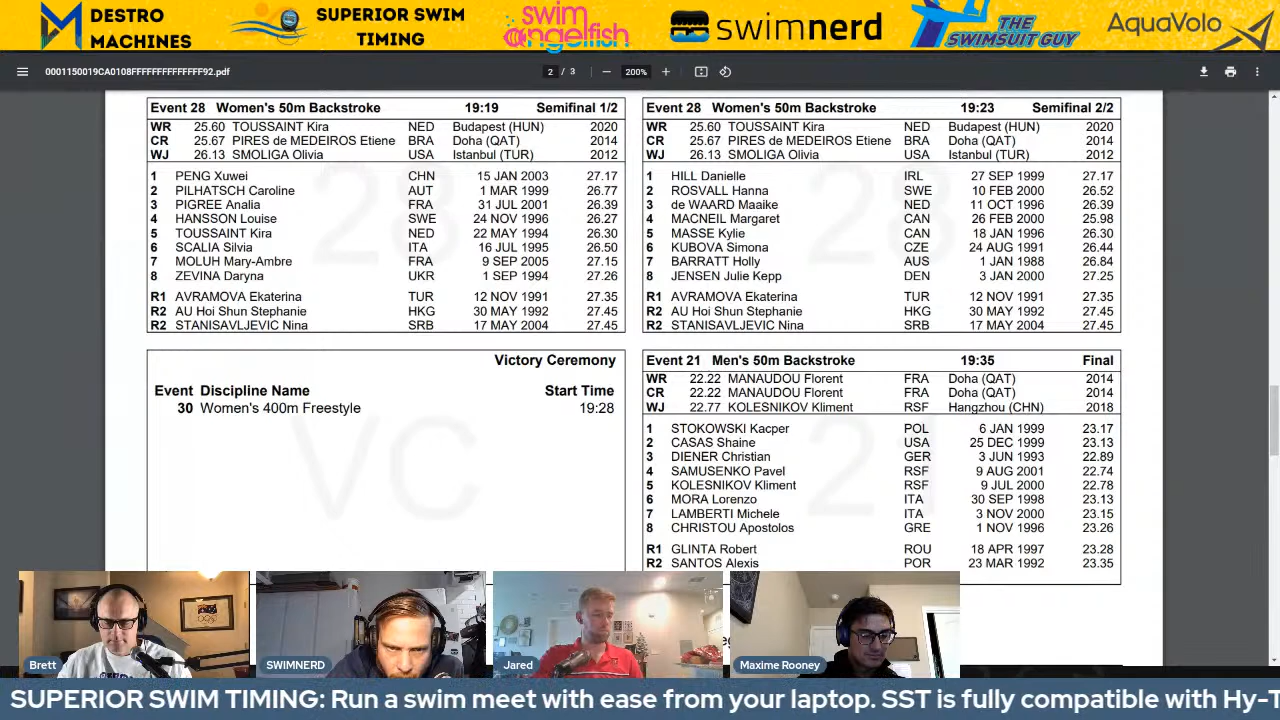 DESTRO
MACHINES
SUPERIOR SWIM
TIMING
swim
angelfish
swimnerd
THE
SWIMSUIT GUY
AquaVolo
0001150019CA0108FFFFFFFFFFFFFF92.pdf
2 / 3
200%
Event 28 Women's 50m Backstroke 19:19 Semifinal 1/2
WR 25.60 TOUSSAINT Kira NED Budapest (HUN) 2020
CR 25.67 PIRES de MEDEIROS Etiene BRA Doha (QAT) 2014
WJ 26.13 SMOLIGA Olivia USA Istanbul (TUR) 2012
1 PENG Xuwei CHN 15 JAN 2003 27.17
2 PILHATSCH Caroline AUT 1 MAR 1999 26.77
3 PIGREE Analia FRA 31 JUL 2001 26.39
4 HANSSON Louise SWE 24 NOV 1996 26.27
5 TOUSSAINT Kira NED 22 MAY 1994 26.30
6 SCALIA Silvia ITA 16 JUL 1995 26.50
7 MOLUH Mary-Ambre FRA 9 SEP 2005 27.15
8 ZEVINA Daryna UKR 1 SEP 1994 27.26
R1 AVRAMOVA Ekaterina TUR 12 NOV 1991 27.35
R2 AU Hoi Shun Stephanie HKG 30 MAY 1992 27.45
R2 STANISAVLJEVIC Nina SRB 17 MAY 2004 27.45
28
Event 28 Women's 50m Backstroke 19:23 Semifinal 2/2
WR 25.60 TOUSSAINT Kira NED Budapest (HUN) 2020
CR 25.67 PIRES de MEDEIROS Etiene BRA Doha (QAT) 2014
WJ 26.13 SMOLIGA Olivia USA Istanbul (TUR) 2012
1 HILL Danielle IRL 27 SEP 1999 27.17
2 ROSVALL Hanna SWE 10 FEB 2000 26.52
3 de WAARD Maaike NED 11 OCT 1996 26.39
4 MACNEIL Margaret CAN 26 FEB 2000 25.98
5 MASSE Kylie CAN 18 JAN 1996 26.30
6 KUBOVA Simona CZE 24 AUG 1991 26.44
7 BARRATT Holly AUS 1 JAN 1988 26.84
8 JENSEN Julie Kepp DEN 3 JAN 2000 27.25
R1 AVRAMOVA Ekaterina TUR 12 NOV 1991 27.35
R2 AU Hoi Shun Stephanie HKG 30 MAY 1992 27.45
R2 STANISAVLJEVIC Nina SRB 17 MAY 2004 27.45
28
Victory Ceremony
Event Discipline Name Start Time
30 Women's 400m Freestyle 19:28
VC
Event 21 Men's 50m Backstroke 19:35 Final
WR 22.22 MANAUDOU Florent FRA Doha (QAT) 2014
CR 22.22 MANAUDOU Florent FRA Doha (QAT) 2014
WJ 22.77 KOLESNIKOV Kliment RSF Hangzhou (CHN) 2018
1 STOKOWSKI Kacper POL 6 JAN 1999 23.17
2 CASAS Shaine USA 25 DEC 1999 23.13
3 DIENER Christian GER 3 JUN 1993 22.89
4 SAMUSENKO Pavel RSF 9 AUG 2001 22.74
5 KOLESNIKOV Kliment RSF 9 JUL 2000 22.78
6 MORA Lorenzo ITA 30 SEP 1998 23.13
7 LAMBERTI Michele ITA 3 NOV 2000 23.15
8 CHRISTOU Apostolos GRE 1 NOV 1996 23.26
R1 GLINTA Robert ROU 18 APR 1997 23.28
R2 SANTOS Alexis POR 23 MAR 1992 23.35
21
Brett
SWIMNERD
Jared
Maxime Rooney
SUPERIOR SWIM TIMING: Run a swim meet with ease from your laptop. SST is fully compatible with Hy-T